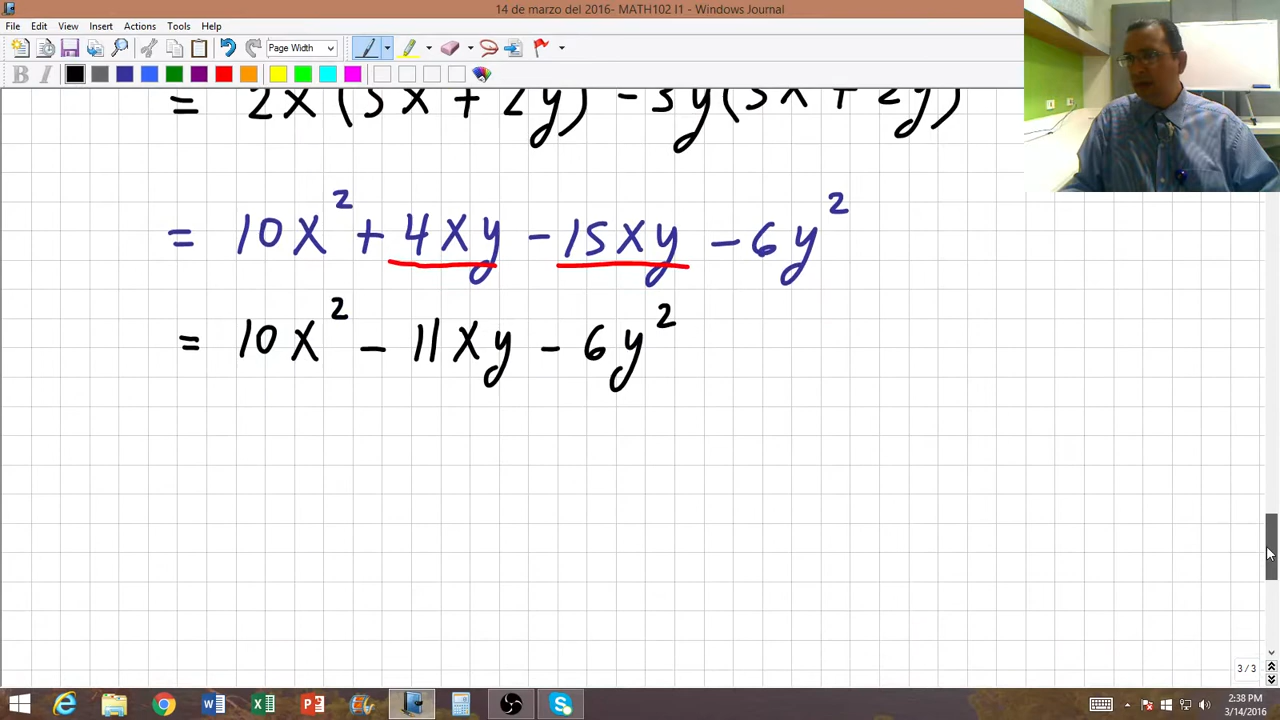 14 de marzo del 2016- MATH102 I1 - Windows Journal
File Edit View Insert Actions Tools Help
Page Width
B I
= 2x(5x + 2y) - 3y(5x + 2y)
= 10x² + 4xy - 15xy - 6y²
= 10x² - 11xy - 6y²
3 / 3
2:38 PM
3/14/2016